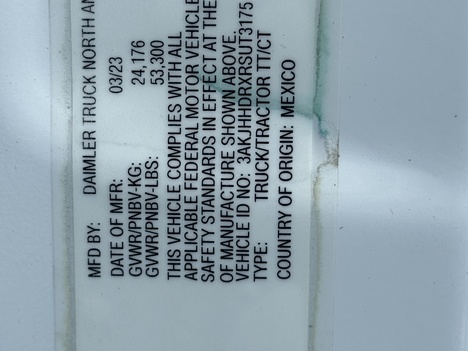 MFD BY: DAIMLER TRUCK NORTH
DATE OF MFR: 03/23
GVWR/PNBV-KG: 24,176
GVWR/PNBV-LBS: 53,300
THIS VEHICLE COMPLIES WITH ALL
APPLICABLE FEDERAL MOTOR VEHICLE
SAFETY STANDARDS IN EFFECT AT THE
OF MANUFACTURE SHOWN ABOVE.
VEHICLE ID NO: 3AKJHHDRXRSUT3175
TYPE: TRUCK/TRACTOR TT/CT
COUNTRY OF ORIGIN: MEXICO